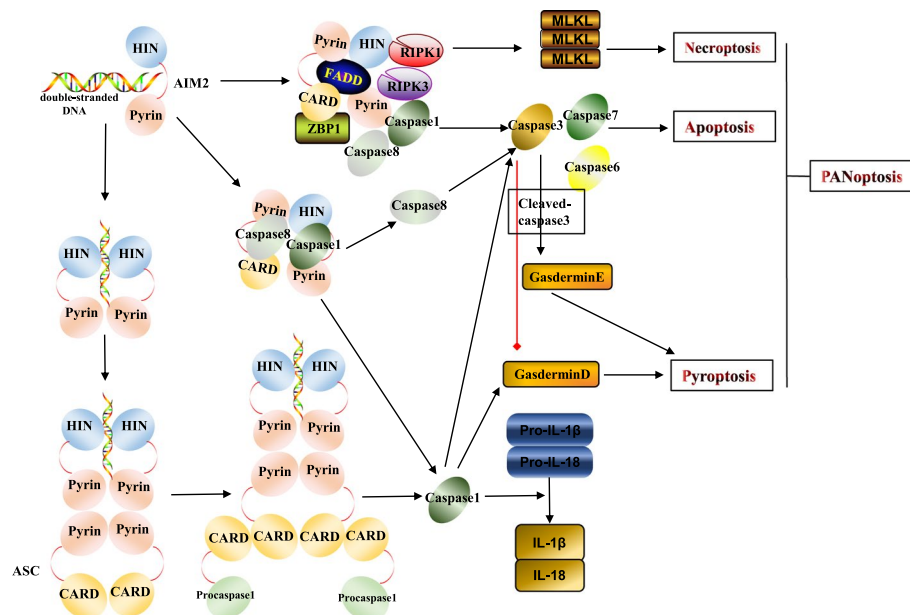 HIN
AIM2
double-stranded
DNA
Pyrin
Pyrin
HIN
RIPK1
FADD
RIPK3
CARD
Pyrin
ZBP1
Caspase1
Caspase8
MLKL
MLKL
MLKL
Necroptosis
Caspase3
Caspase7
Caspase6
Apoptosis
PANoptosis
Cleaved-
caspase3
Pyrin
HIN
Caspase8
Caspase1
CARD
Pyrin
Caspase8
GasderminE
HIN
HIN
Pyrin
Pyrin
GasderminD
Pyroptosis
HIN
HIN
Pyrin
Pyrin
Pyrin
Pyrin
CARD
CARD
CARD
CARD
Procaspase1
Procaspase1
HIN
HIN
Pyrin
Pyrin
Pyrin
Pyrin
ASC
CARD
CARD
Caspase1
Pro-IL-1β
Pro-IL-18
IL-1β
IL-18